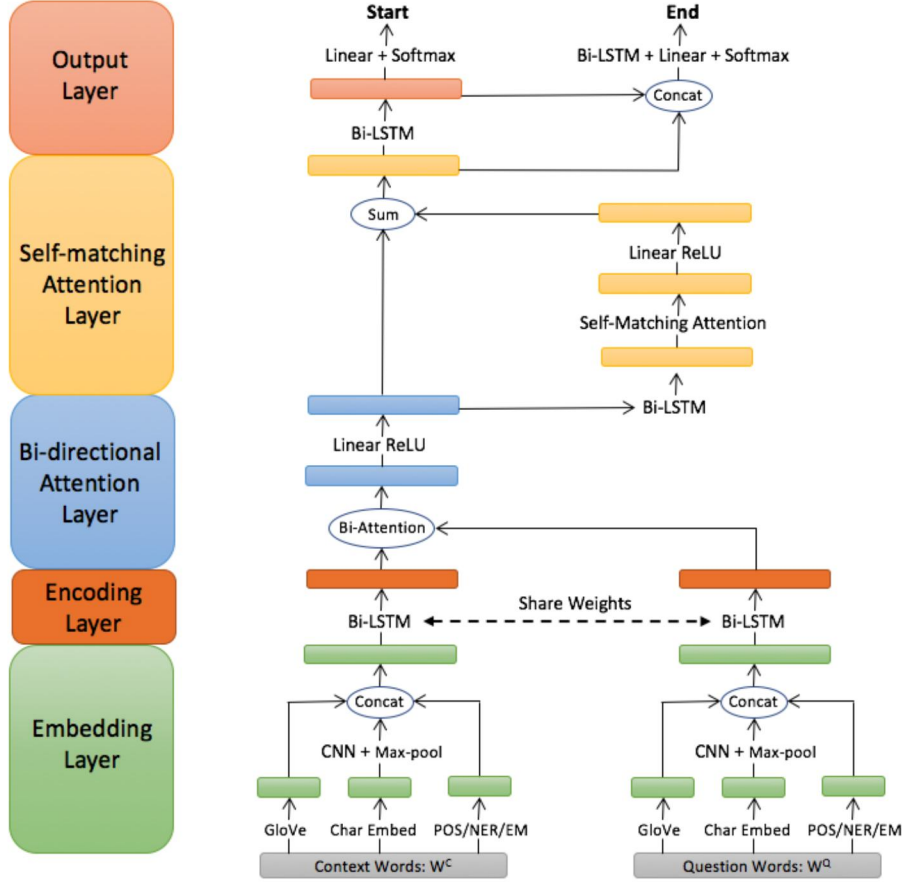 Start
End
Output
Layer
Linear + Softmax
Bi-LSTM + Linear + Softmax
Concat
Bi-LSTM
Self-matching
Attention
Layer
Sum
Linear ReLU
Self-Matching Attention
Bi-LSTM
Bi-directional
Attention
Layer
Linear ReLU
Bi-Attention
Encoding
Layer
Share Weights
Bi-LSTM
Bi-LSTM
Embedding
Layer
Concat
Concat
CNN + Max-pool
CNN + Max-pool
GloVe
Char Embed
POS/NER/EM
GloVe
Char Embed
POS/NER/EM
Context Words: Wᶜ
Question Words: W^Q